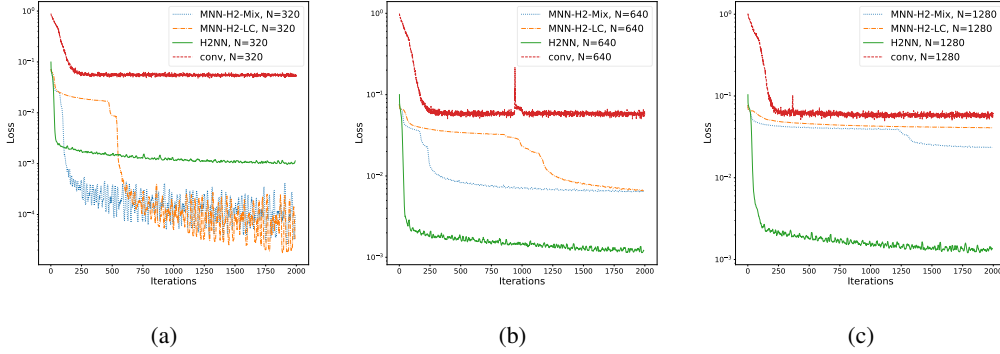 MNN-H2-Mix, N=320
MNN-H2-LC, N=320
H2NN, N=320
conv, N=320
10⁰
10⁻¹
10⁻²
10⁻³
10⁻⁴
Loss
0 250 500 750 1000 1250 1500 1750 2000
Iterations
(a)
MNN-H2-Mix, N=640
MNN-H2-LC, N=640
H2NN, N=640
conv, N=640
10⁰
10⁻¹
10⁻²
10⁻³
Loss
0 250 500 750 1000 1250 1500 1750 2000
Iterations
(b)
MNN-H2-Mix, N=1280
MNN-H2-LC, N=1280
H2NN, N=1280
conv, N=1280
10⁰
10⁻¹
10⁻²
10⁻³
Loss
0 250 500 750 1000 1250 1500 1750 2000
Iterations
(c)